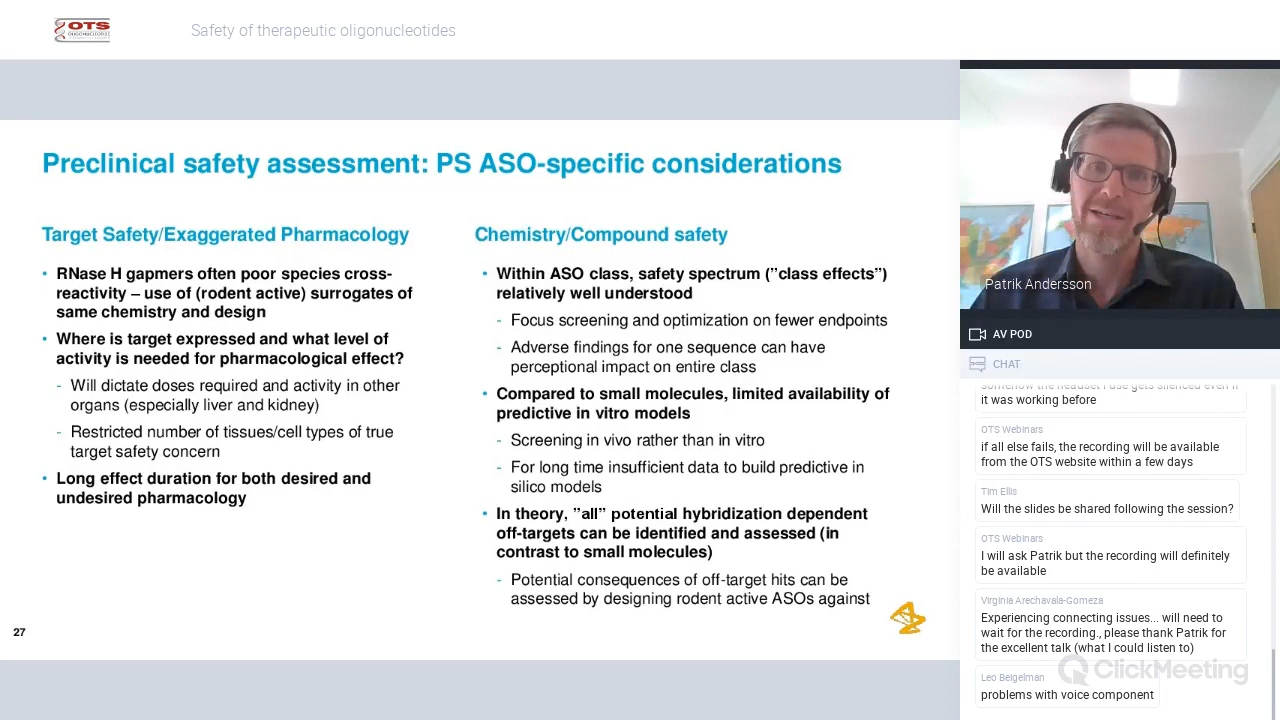 OTS
OLIGONUCLEOTIDE
Safety of therapeutic oligonucleotides
Preclinical safety assessment: PS ASO-specific considerations
Target Safety/Exaggerated Pharmacology
• RNase H gapmers often poor species cross-
reactivity – use of (rodent active) surrogates of
same chemistry and design
• Where is target expressed and what level of
activity is needed for pharmacological effect?
- Will dictate doses required and activity in other
organs (especially liver and kidney)
- Restricted number of tissues/cell types of true
target safety concern
• Long effect duration for both desired and
undesired pharmacology
Chemistry/Compound safety
• Within ASO class, safety spectrum (”class effects”)
relatively well understood
- Focus screening and optimization on fewer endpoints
- Adverse findings for one sequence can have
perceptional impact on entire class
• Compared to small molecules, limited availability of
predictive in vitro models
- Screening in vivo rather than in vitro
- For long time insufficient data to build predictive in
silico models
• In theory, ”all” potential hybridization dependent
off-targets can be identified and assessed (in
contrast to small molecules)
- Potential consequences of off-target hits can be
assessed by designing rodent active ASOs against
27
Patrik Andersson
AV POD
CHAT
somehow the headset I use gets silenced even if
it was working before
OTS Webinars
if all else fails, the recording will be available
from the OTS website within a few days
Tim Ellis
Will the slides be shared following the session?
OTS Webinars
I will ask Patrik but the recording will definitely
be available
Virginia Arechavala-Gomeza
Experiencing connecting issues... will need to
wait for the recording., please thank Patrik for
the excellent talk (what I could listen to)
Leo Beigelman
problems with voice component
ClickMeeting